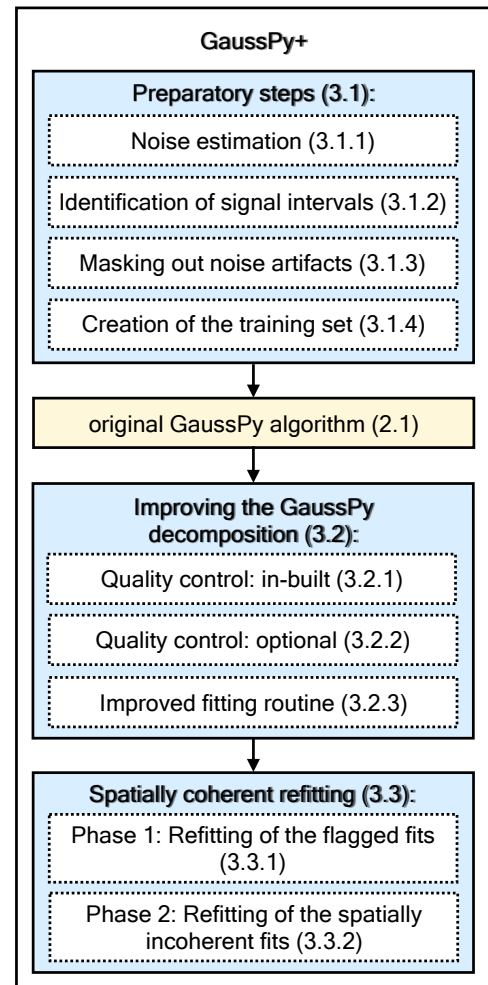 GaussPy+
Preparatory steps (3.1):
Noise estimation (3.1.1)
Identification of signal intervals (3.1.2)
Masking out noise artifacts (3.1.3)
Creation of the training set (3.1.4)
original GaussPy algorithm (2.1)
Improving the GaussPy
decomposition (3.2):
Quality control: in-built (3.2.1)
Quality control: optional (3.2.2)
Improved fitting routine (3.2.3)
Spatially coherent refitting (3.3):
Phase 1: Refitting of the flagged fits
(3.3.1)
Phase 2: Refitting of the spatially
incoherent fits (3.3.2)